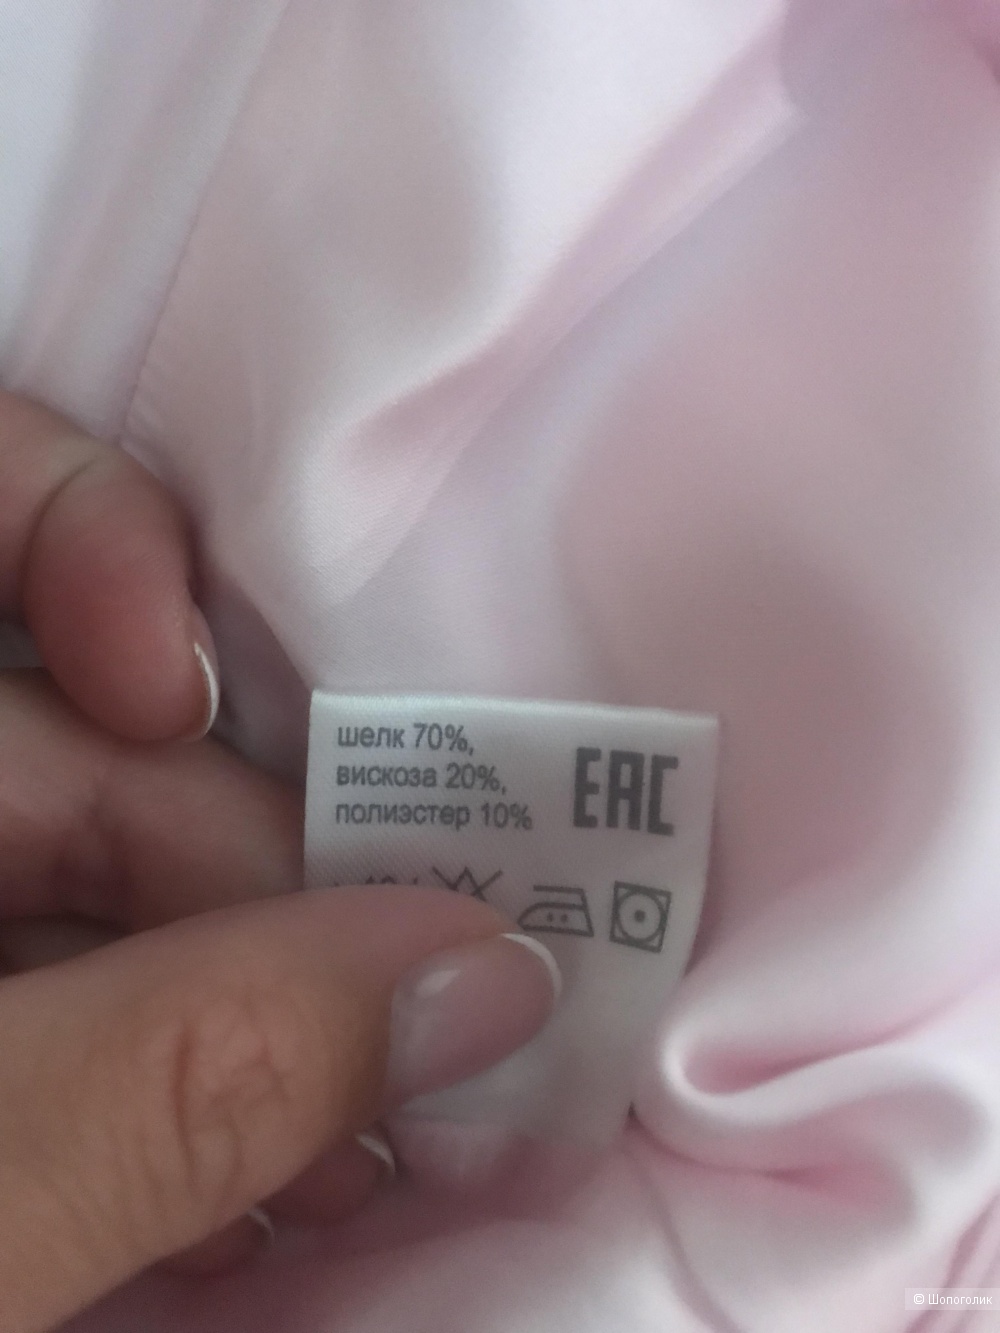 шелк 70%,
вискоза 20%,
полиэстер 10%
EAC
© Шопоголик